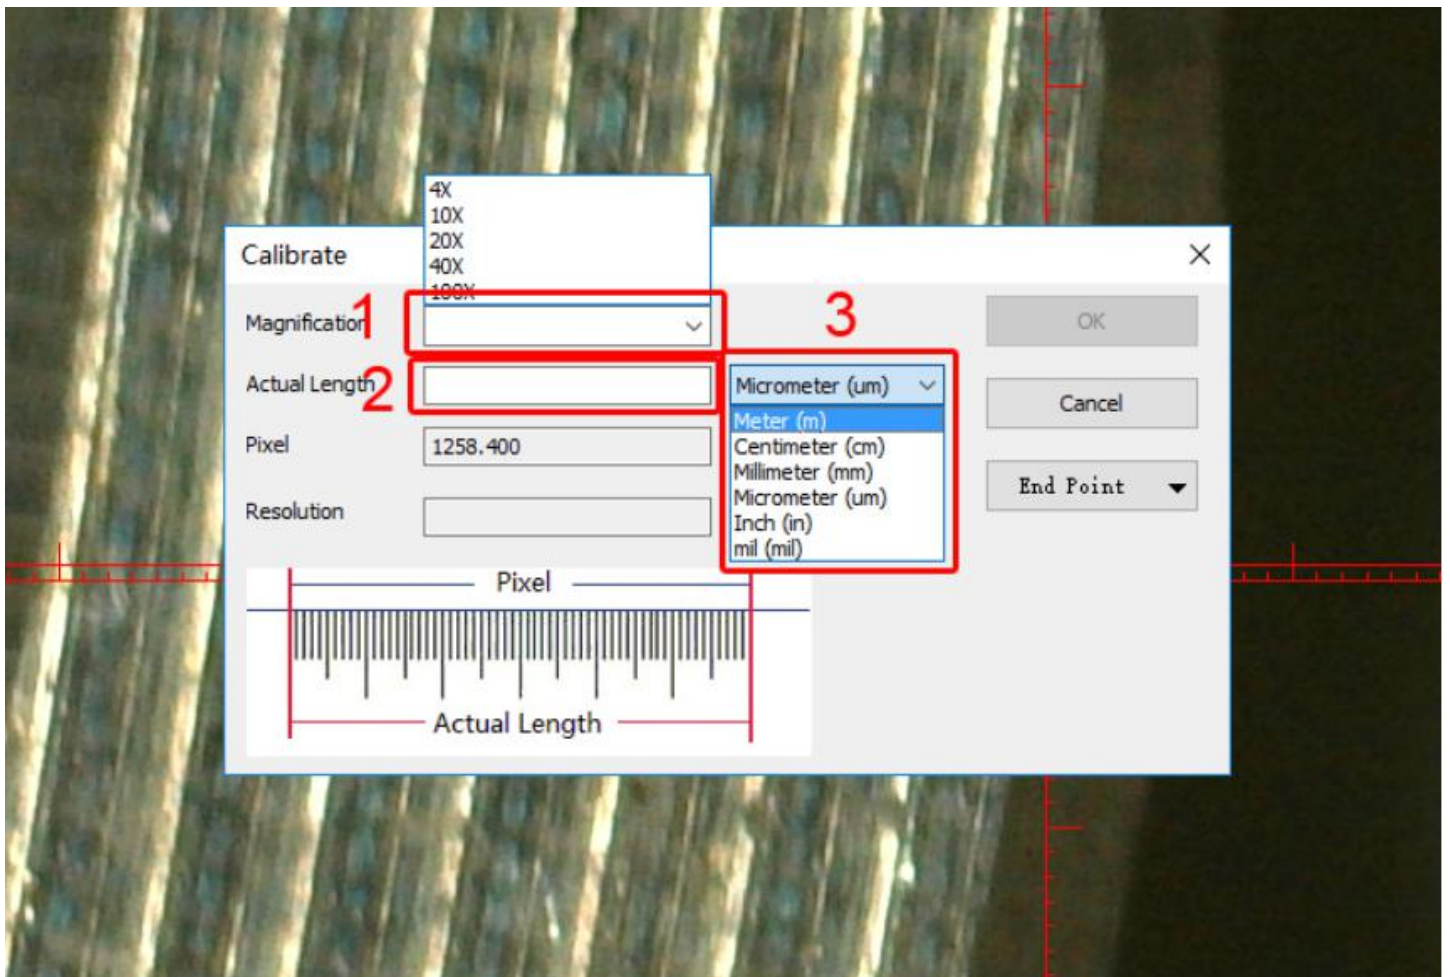 4X
10X
20X
40X
100X
Calibrate
1
Magnification
3
OK
Actual Length
2
Micrometer (um)
Cancel
Meter (m)
Centimeter (cm)
Millimeter (mm)
Micrometer (um)
Inch (in)
mil (mil)
Pixel
1258.400
End Point
Resolution
Pixel
Actual Length